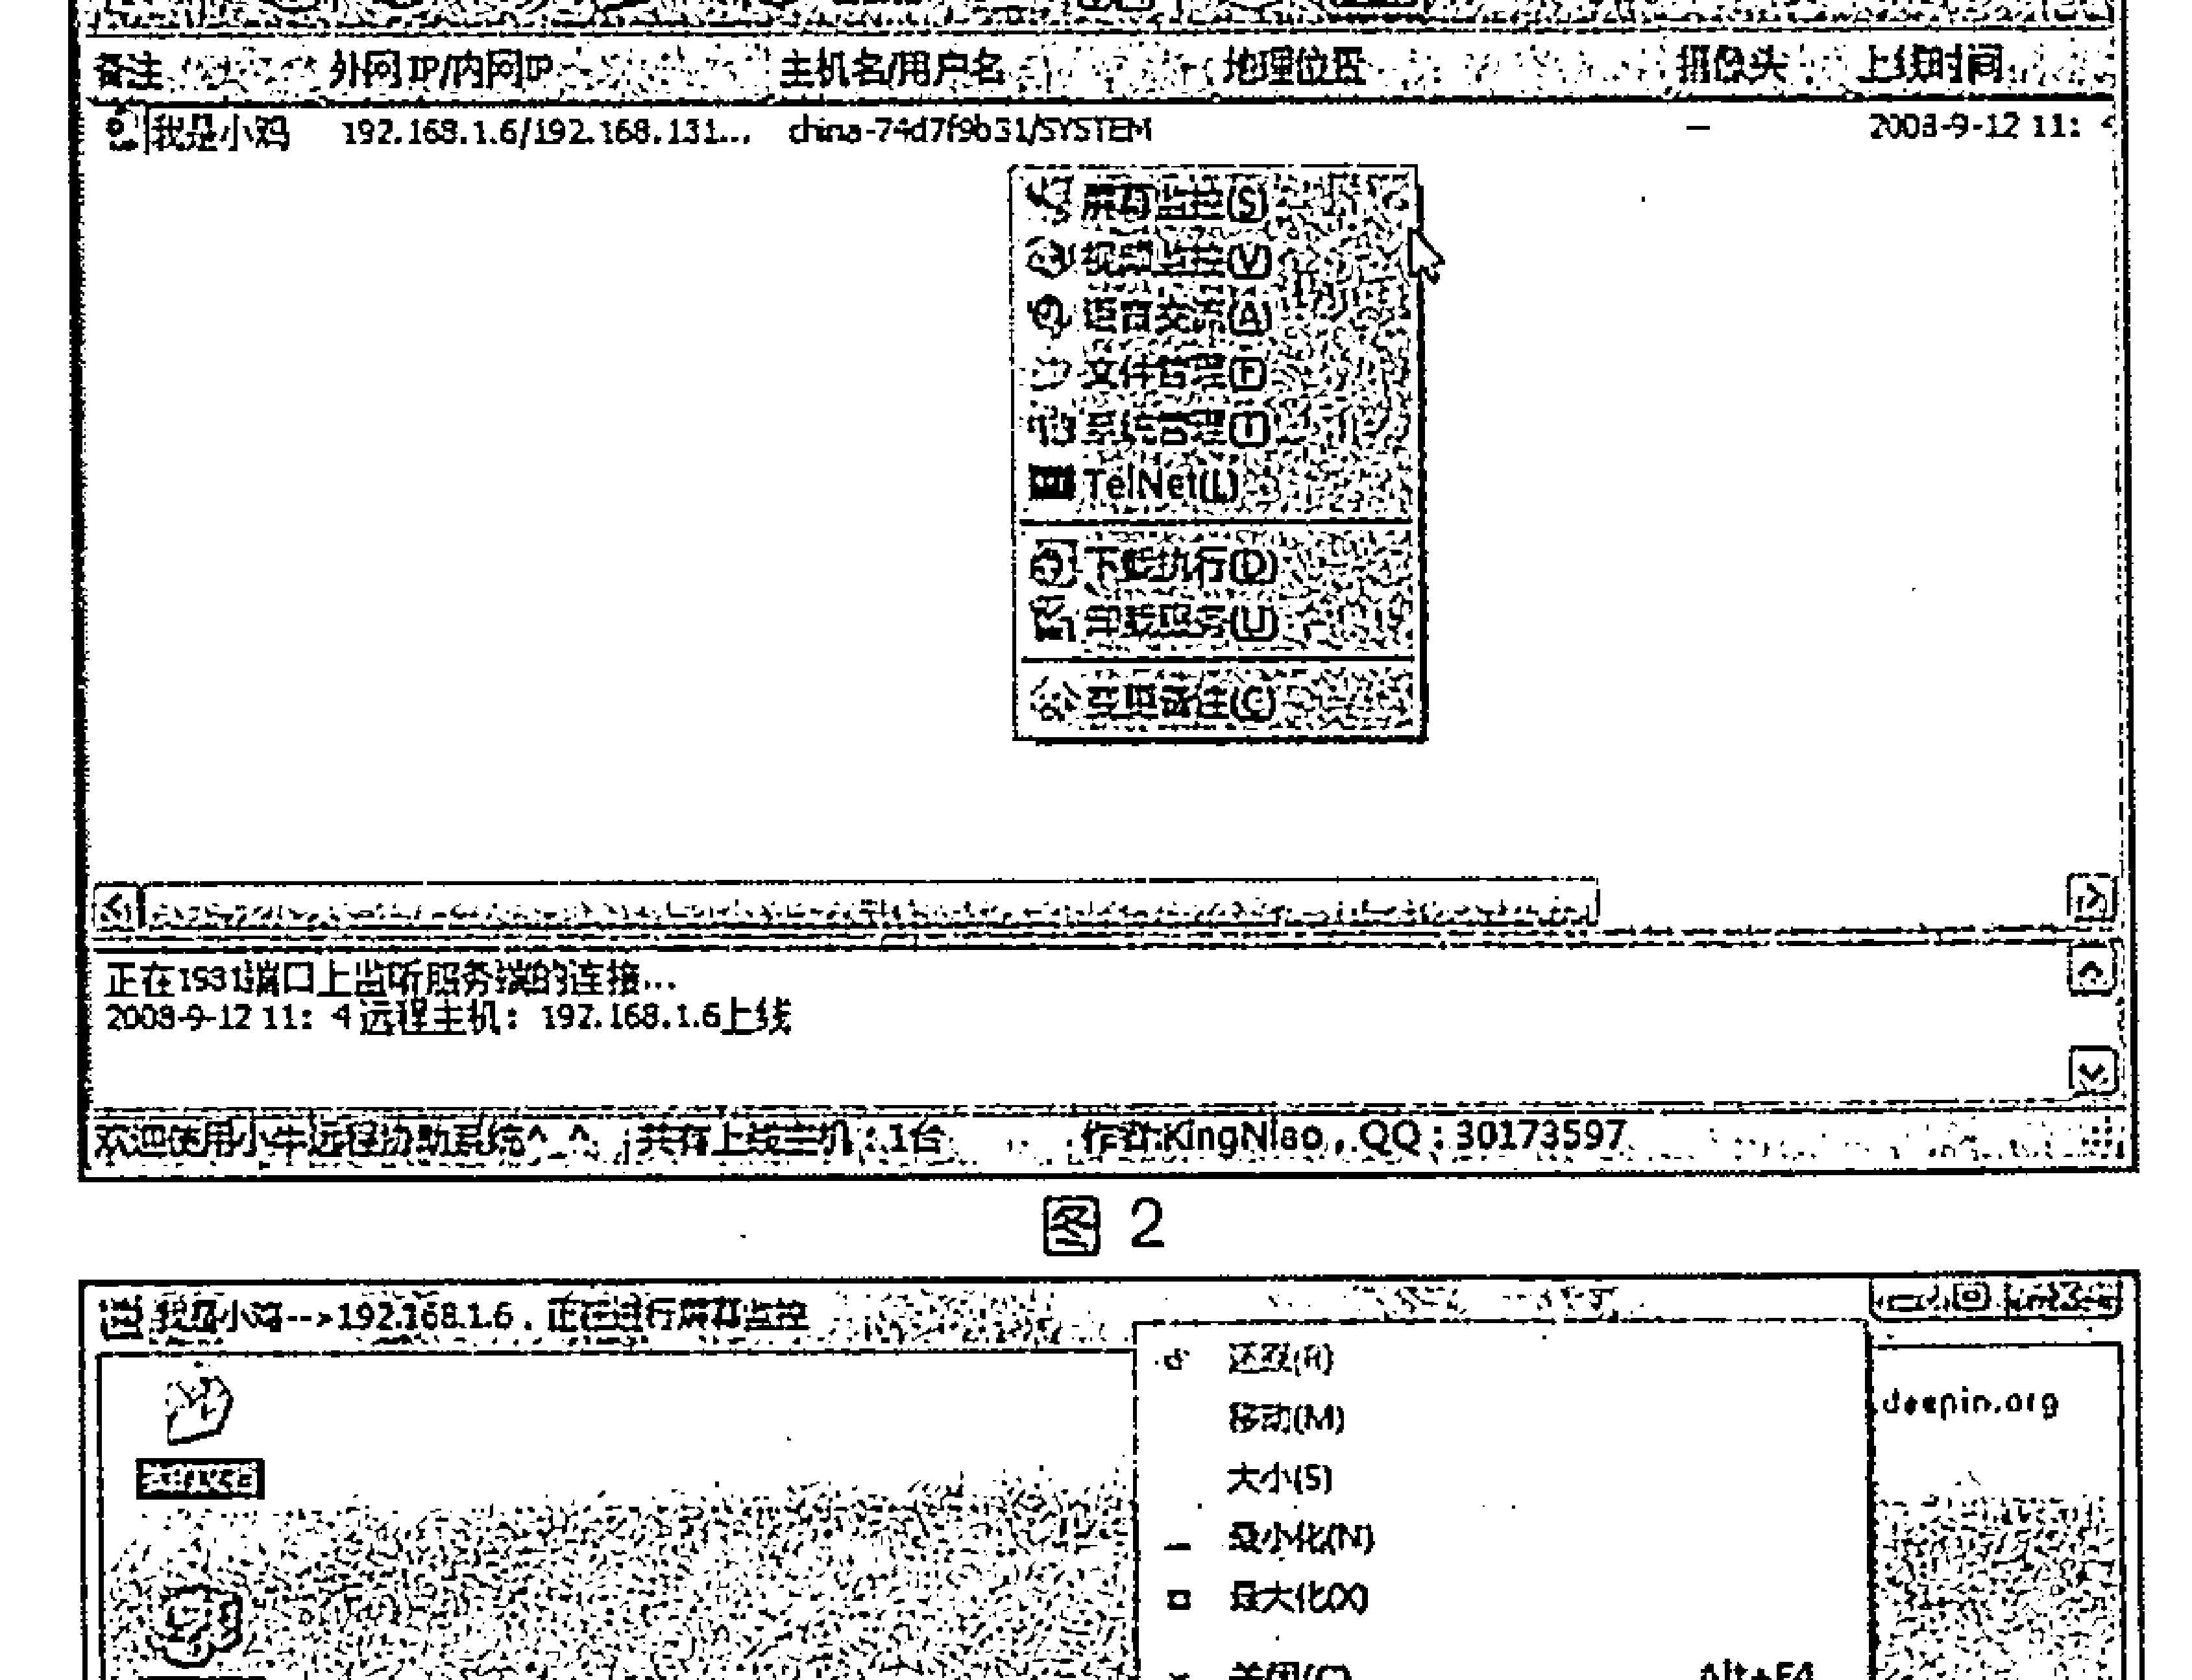 备注 外网IP/内网IP 主机名/用户名 地理位置 摄像头 上线时间
我是小鸡 192.168.1.6/192.168.131... china-74d7f9b31/SYSTEM — 2008-9-12 11: 4
屏幕监控(S)
视频监控(V)
语音交谈(A)
文件管理(F)
系统管理(M)
TelNet(L)
下载执行(D)
卸载服务(U)
变更备注(C)
正在1931端口上监听服务端的连接...
2008-9-12 11: 4 远程主机: 192.168.1.6上线
欢迎使用小牛远程协助系统^_^ 共有上线主机:1台 作者:KingNiao, QQ:30173597
图 2
我是小鸡-->192.168.1.6, 正在进行屏幕监控
还原(R)
deepin.org
移动(M)
大小(S)
最小化(N)
最大化(X)
关闭(C) Alt+F4